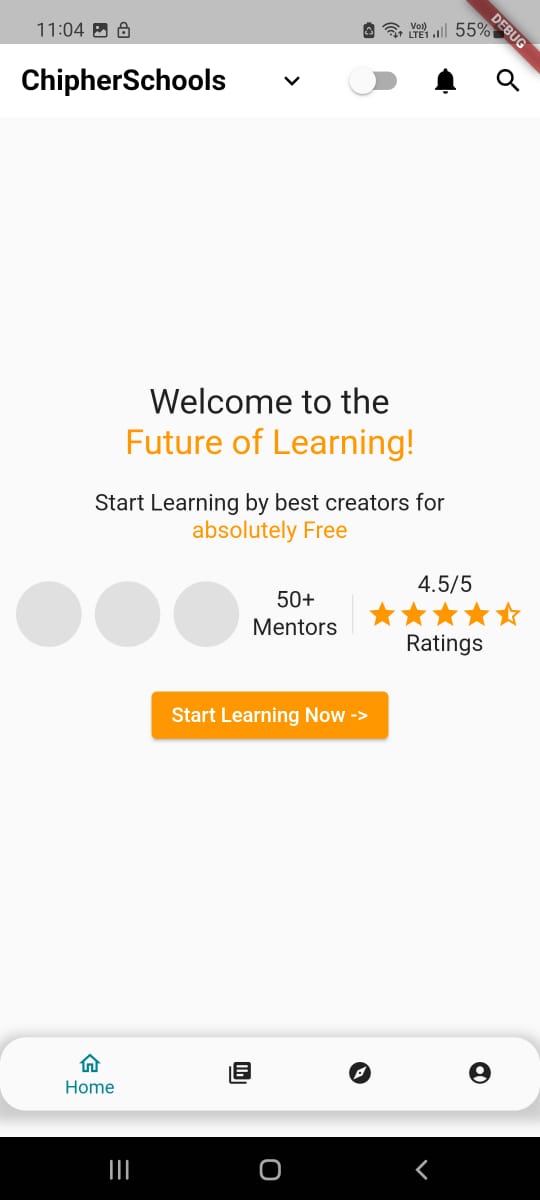 11:04
Vo)) LTE1 55%
DEBUG
ChipherSchools
Welcome to the
Future of Learning!
Start Learning by best creators for
absolutely Free
50+
Mentors
4.5/5
Ratings
Start Learning Now ->
Home